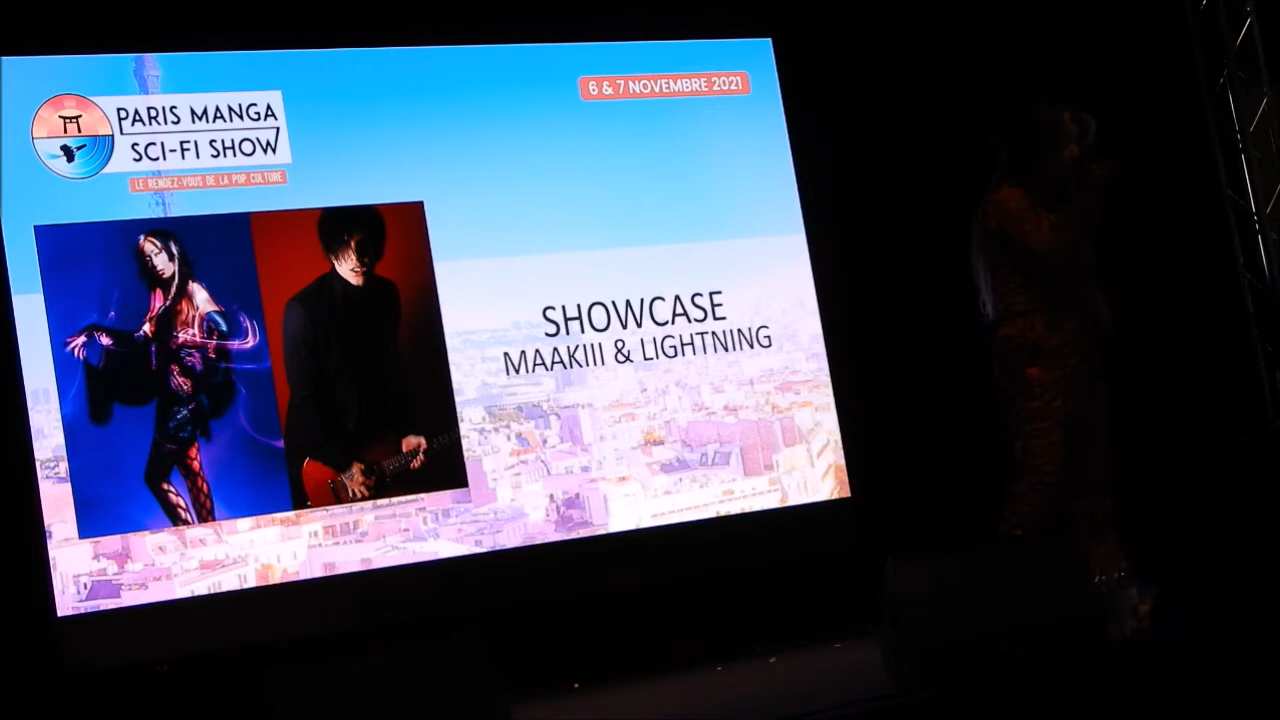 PARIS MANGA
SCI-FI SHOW
LE RENDEZ-VOUS DE LA POP CULTURE
6 & 7 NOVEMBRE 2021
SHOWCASE
MAAKIII & LIGHTNING